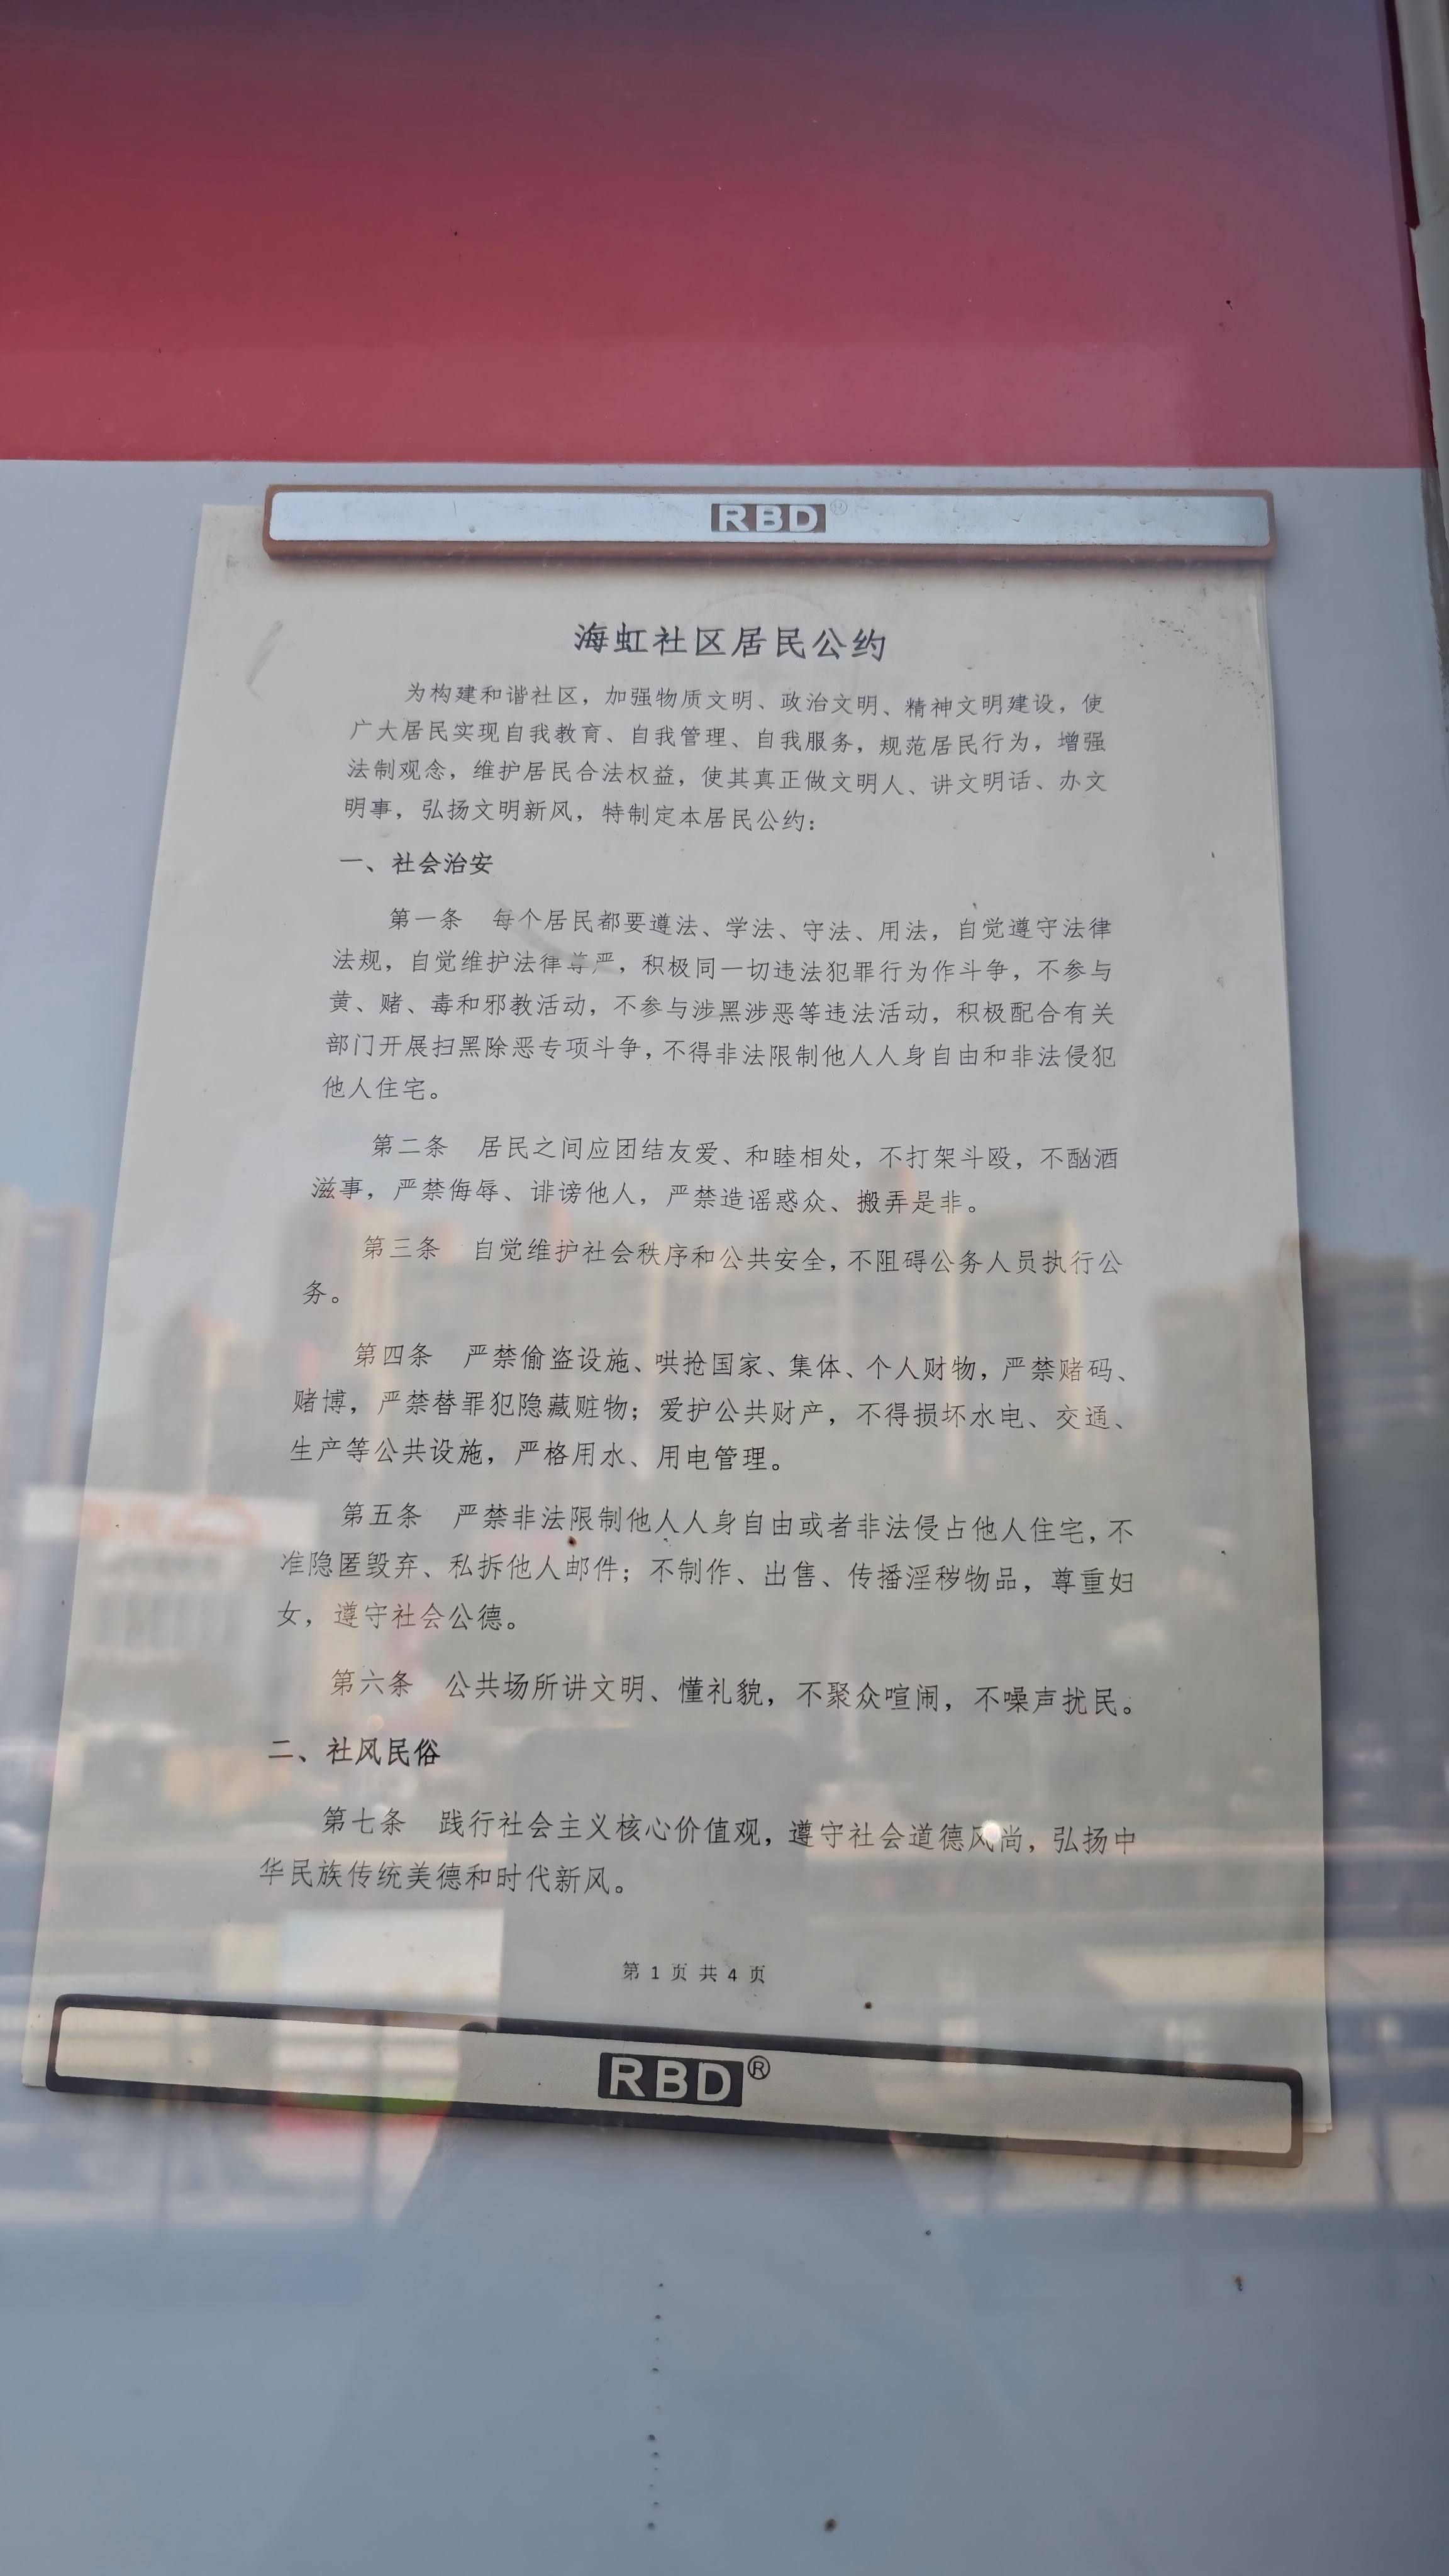 RBD®
海虹社区居民公约
为构建和谐社区，加强物质文明、政治文明、精神文明建设，使
广大居民实现自我教育、自我管理、自我服务，规范居民行为，增强
法制观念，维护居民合法权益，使其真正做文明人、讲文明话、办文
明事，弘扬文明新风，特制定本居民公约：
一、社会治安
第一条　每个居民都要遵法、学法、守法、用法，自觉遵守法律
法规，自觉维护法律尊严，积极同一切违法犯罪行为作斗争，不参与
黄、赌、毒和邪教活动，不参与涉黑涉恶等违法活动，积极配合有关
部门开展扫黑除恶专项斗争，不得非法限制他人人身自由和非法侵犯
他人住宅。
第二条　居民之间应团结友爱、和睦相处，不打架斗殴，不酗酒
滋事，严禁侮辱、诽谤他人，严禁造谣惑众、搬弄是非。
第三条　自觉维护社会秩序和公共安全，不阻碍公务人员执行公
务。
第四条　严禁偷盗设施、哄抢国家、集体、个人财物，严禁赌码、
赌博，严禁替罪犯隐藏赃物；爱护公共财产，不得损坏水电、交通、
生产等公共设施，严格用水、用电管理。
第五条　严禁非法限制他人人身自由或者非法侵占他人住宅，不
准隐匿毁弃、私拆他人邮件；不制作、出售、传播淫秽物品，尊重妇
女，遵守社会公德。
第六条　公共场所讲文明、懂礼貌，不聚众喧闹，不噪声扰民。
二、社风民俗
第七条　践行社会主义核心价值观，遵守社会道德风尚，弘扬中
华民族传统美德和时代新风。
第 1 页 共 4 页
RBD®